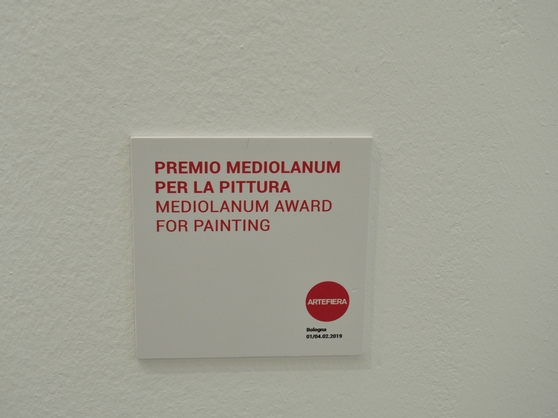 PREMIO MEDIOLANUM
PER LA PITTURA
MEDIOLANUM AWARD
FOR PAINTING
ARTEFIERA
Bologna
01/04.02.2019